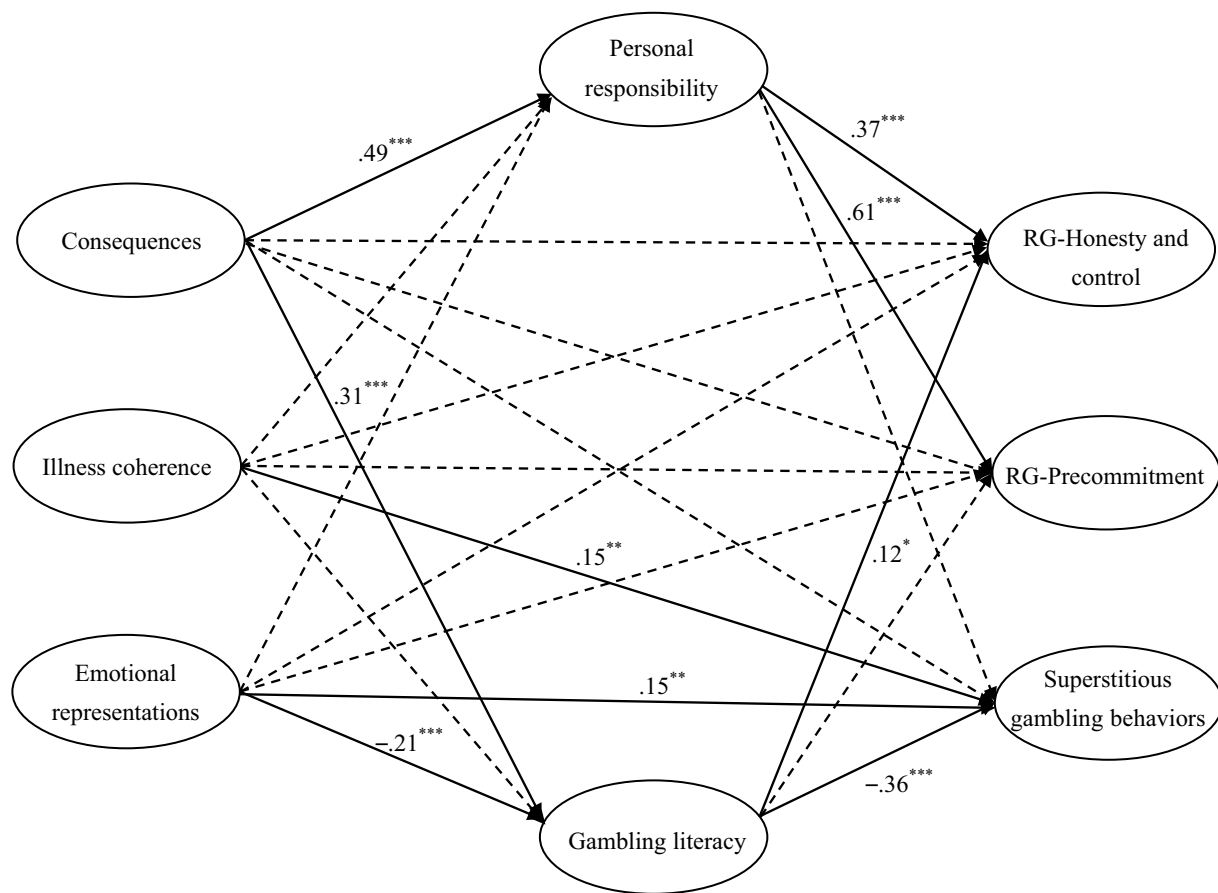 Personal
responsibility
.37***
.49***
.61***
Consequences
RG-Honesty and
control
.31***
Illness coherence
RG-Precommitment
.15**
.12*
Emotional
representations
.15**
Superstitious
gambling behaviors
−.21***
−.36***
Gambling literacy